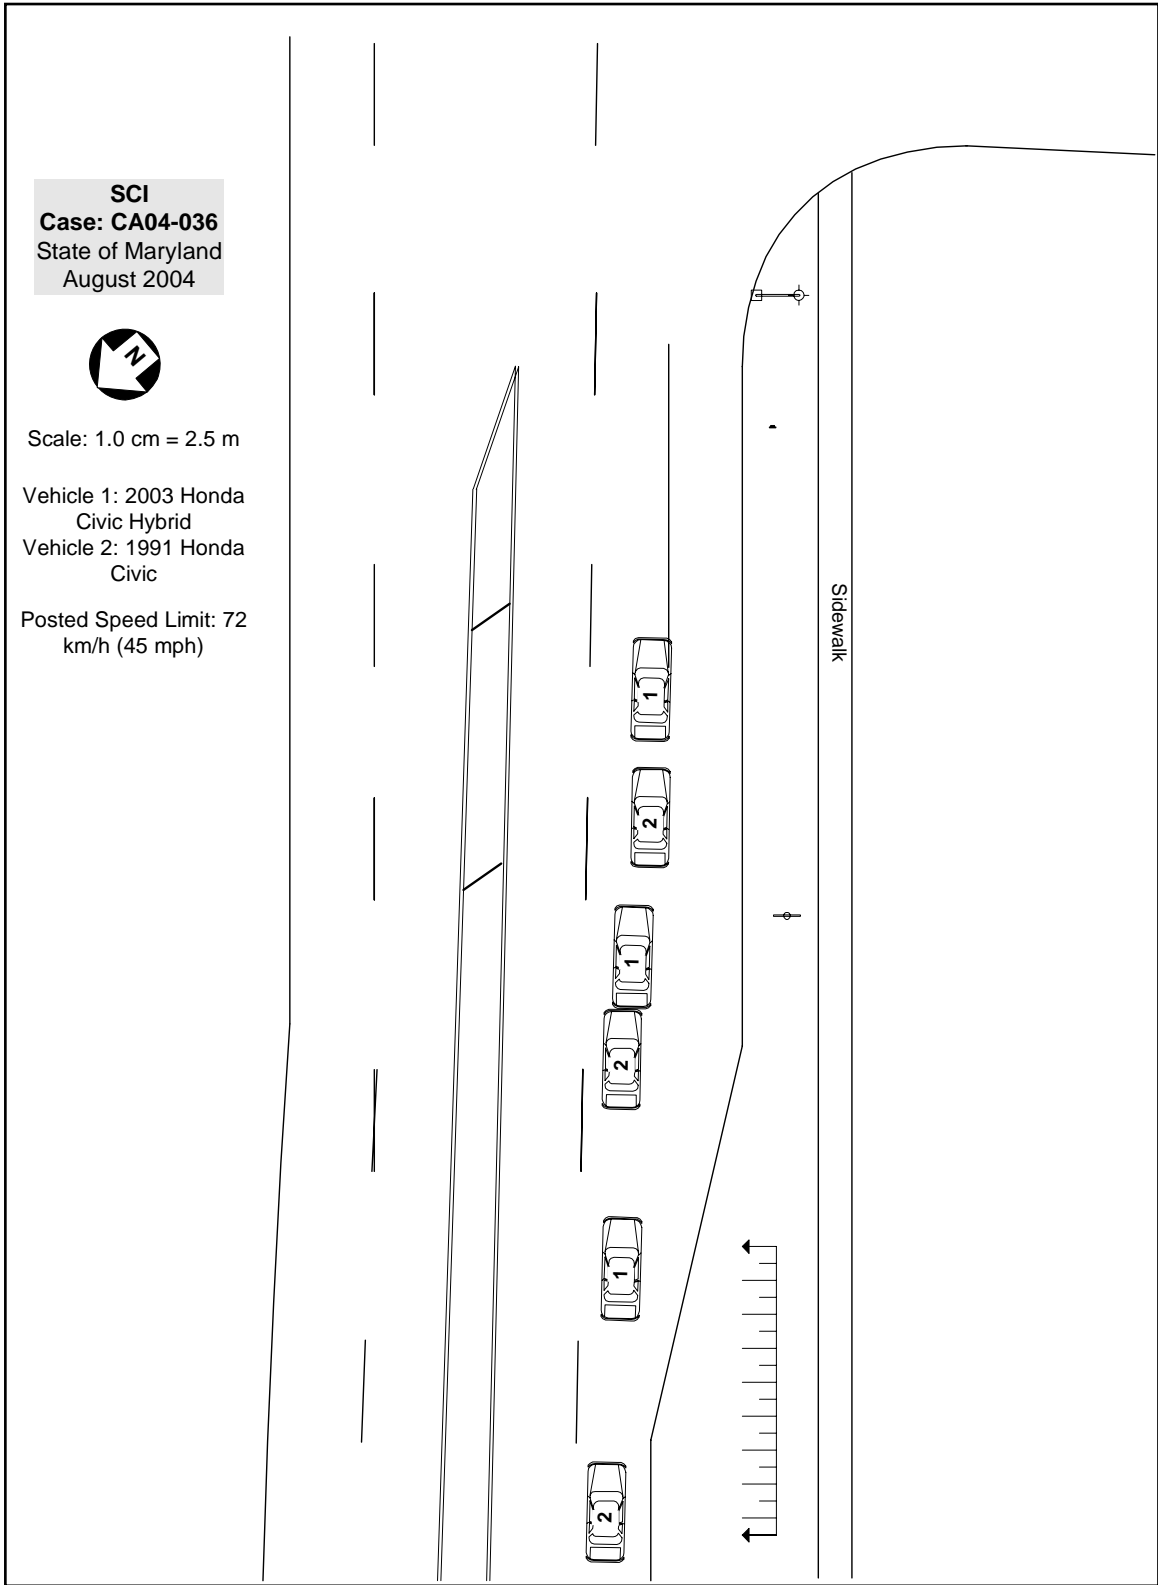 SCI
Case: CA04-036
State of Maryland
August 2004
N
Scale: 1.0 cm = 2.5 m
Vehicle 1: 2003 Honda
Civic Hybrid
Vehicle 2: 1991 Honda
Civic
Posted Speed Limit: 72
km/h (45 mph)
Sidewalk
1
2
1
2
1
2